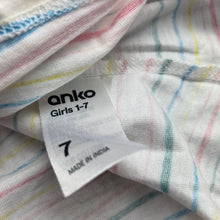 anko
Girls 1-7
7
MADE IN INDIA